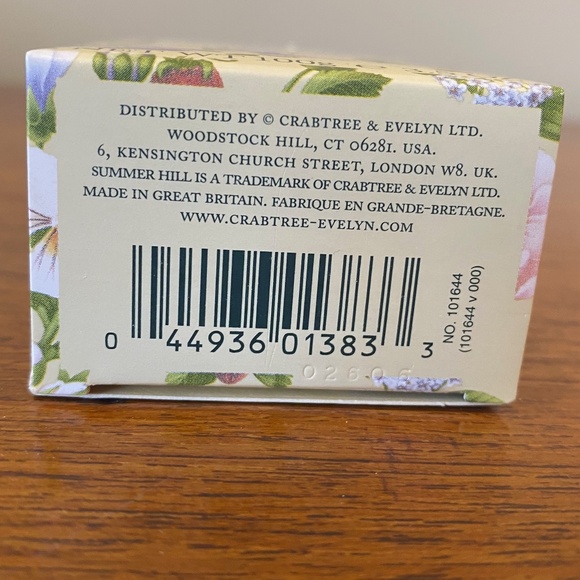 DISTRIBUTED BY © CRABTREE & EVELYN LTD.
WOODSTOCK HILL, CT 06281. USA.
6, KENSINGTON CHURCH STREET, LONDON W8. UK.
SUMMER HILL IS A TRADEMARK OF CRABTREE & EVELYN LTD.
MADE IN GREAT BRITAIN. FABRIQUE EN GRANDE-BRETAGNE.
WWW.CRABTREE-EVELYN.COM
0 44936 01383 3
NO. 101644
(101644 v 000)